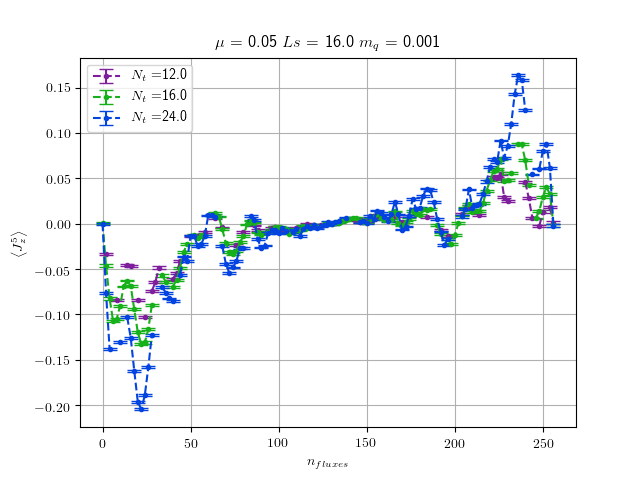 μ = 0.05 Ls = 16.0 m_q = 0.001
N_t =12.0
N_t =16.0
N_t =24.0
0.15
0.10
0.05
0.00
−0.05
−0.10
−0.15
−0.20
⟨J_z^5⟩
0 50 100 150 200 250
n_{fluxes}